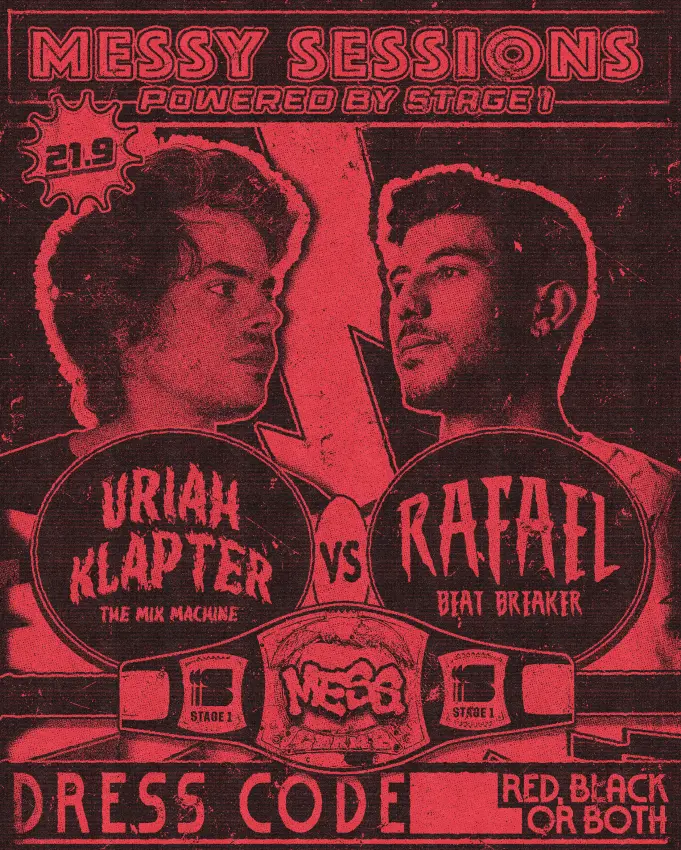 MESSY SESSIONS
POWERED BY STAGE 1
21.9
URIAH
KLAPTER
THE MIX MACHINE
VS
RAFAEL
BEAT BREAKER
STAGE 1
MESS
STAGE 1
DRESS CODE
RED, BLACK
OR BOTH